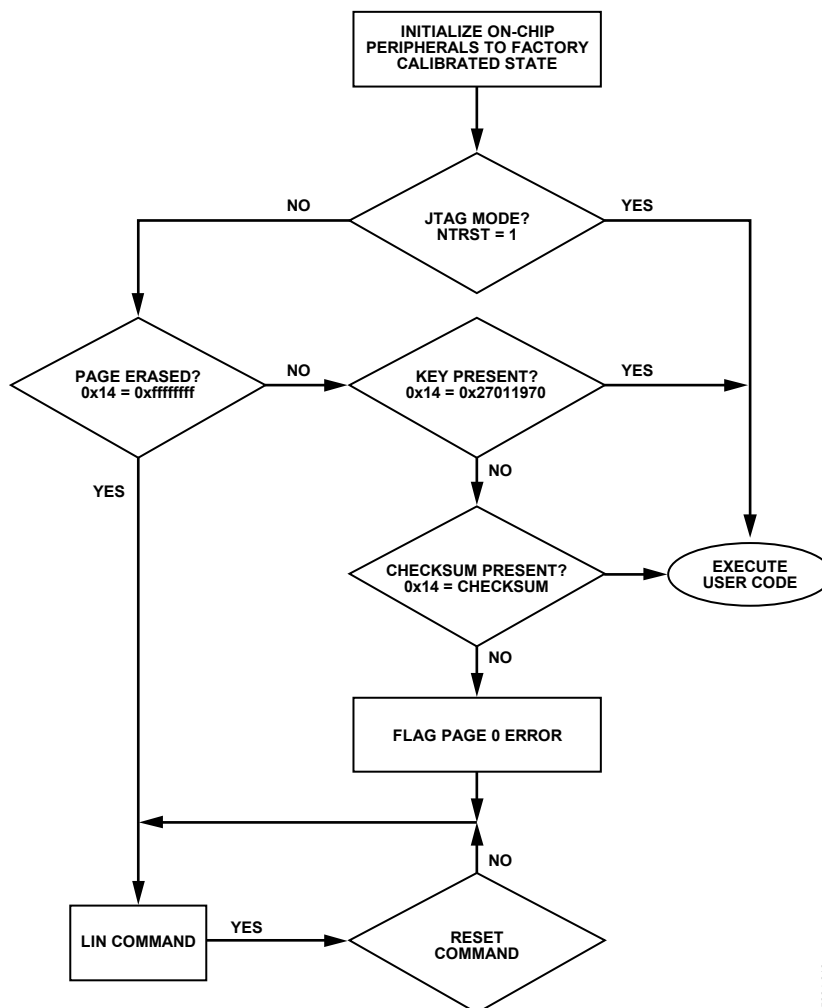 INITIALIZE ON-CHIP
PERIPHERALS TO FACTORY
CALIBRATED STATE
NO
JTAG MODE?
NTRST = 1
YES
PAGE ERASED?
0x14 = 0xffffffff
NO
KEY PRESENT?
0x14 = 0x27011970
YES
YES
NO
CHECKSUM PRESENT?
0x14 = CHECKSUM
EXECUTE
USER CODE
NO
FLAG PAGE 0 ERROR
NO
LIN COMMAND
YES
RESET
COMMAND